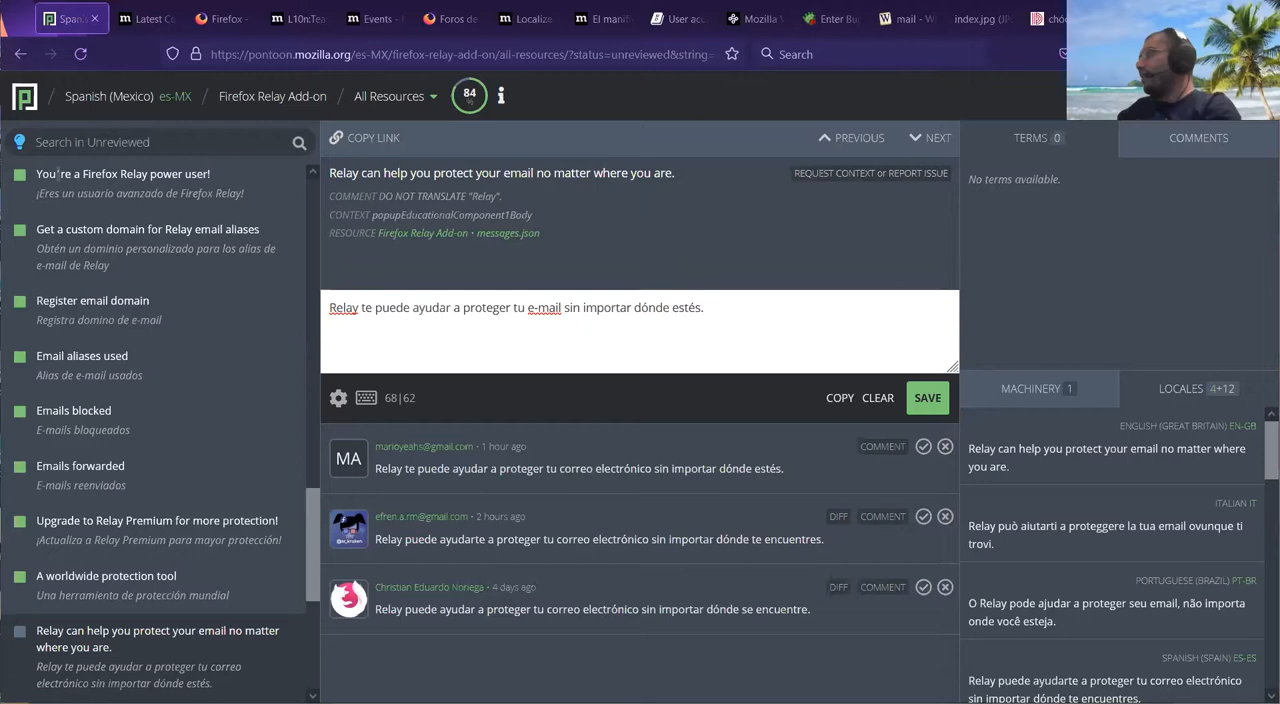 Spani
Latest Co
Firefox -
L10n:Tea
Events -
Foros de
Localize
El manifi
User acc
Mozilla V
Enter Bu
mail - W
index.jpg (JP
chóc
https://pontoon.mozilla.org/es-MX/firefox-relay-add-on/all-resources/?status=unreviewed&string=
Search
Spanish (Mexico) es-MX
/ Firefox Relay Add-on / All Resources
84
%
Search in Unreviewed
You're a Firefox Relay power user!
¡Eres un usuario avanzado de Firefox Relay!
Get a custom domain for Relay email aliases
Obtén un dominio personalizado para los alias de
e-mail de Relay
Register email domain
Registra domino de e-mail
Email aliases used
Alias de e-mail usados
Emails blocked
E-mails bloqueados
Emails forwarded
E-mails reenviados
Upgrade to Relay Premium for more protection!
¡Actualiza a Relay Premium para mayor protección!
A worldwide protection tool
Una herramienta de protección mundial
Relay can help you protect your email no matter
where you are.
Relay te puede ayudar a proteger tu correo
electrónico sin importar dónde estés.
COPY LINK
PREVIOUS
NEXT
Relay can help you protect your email no matter where you are.
REQUEST CONTEXT or REPORT ISSUE
COMMENT DO NOT TRANSLATE "Relay".
CONTEXT popupEducationalComponent1Body
RESOURCE Firefox Relay Add-on • messages.json
Relay te puede ayudar a proteger tu e-mail sin importar dónde estés.
68|62
COPY
CLEAR
SAVE
MA
marioyeahs@gmail.com • 1 hour ago
COMMENT
Relay te puede ayudar a proteger tu correo electrónico sin importar dónde estés.
efren.a.rm@gmail.com • 2 hours ago
DIFF
COMMENT
Relay puede ayudarte a proteger tu correo electrónico sin importar dónde te encuentres.
Christian Eduardo Noriega • 4 days ago
DIFF
COMMENT
Relay puede ayudar a proteger tu correo electrónico sin importar dónde se encuentre.
TERMS 0
COMMENTS
No terms available.
MACHINERY 1
LOCALES 4+12
ENGLISH (GREAT BRITAIN) EN-GB
Relay can help you protect your email no matter where
you are.
ITALIAN IT
Relay può aiutarti a proteggere la tua email ovunque ti
trovi.
PORTUGUESE (BRAZIL) PT-BR
O Relay pode ajudar a proteger seu email, não importa
onde você esteja.
SPANISH (SPAIN) ES-ES
Relay puede ayudarte a proteger tu correo electrónico
sin importar dónde te encuentres.